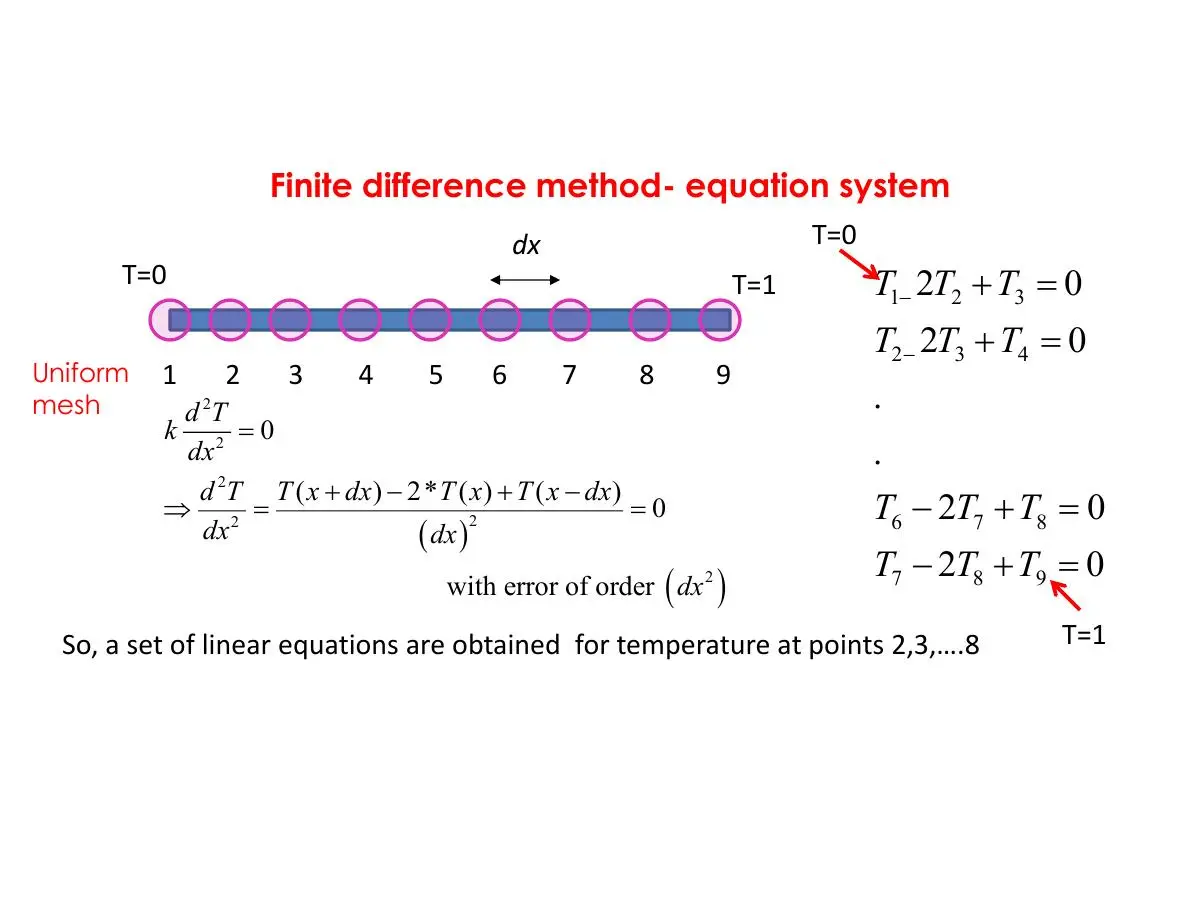 Finite difference method- equation system
dx
T=0
T=1
Uniform
mesh
1 2 3 4 5 6 7 8 9
k d²T/dx² = 0
⇒ d²T/dx² = (T(x + dx) − 2 * T(x) + T(x − dx))/(dx)² = 0
with error of order (dx²)
T=0
T₁₋ 2T₂ + T₃ = 0
T₂₋ 2T₃ + T₄ = 0
.
.
T₆ − 2T₇ + T₈ = 0
T₇ − 2T₈ + T₉ = 0
T=1
So, a set of linear equations are obtained for temperature at points 2,3,….8